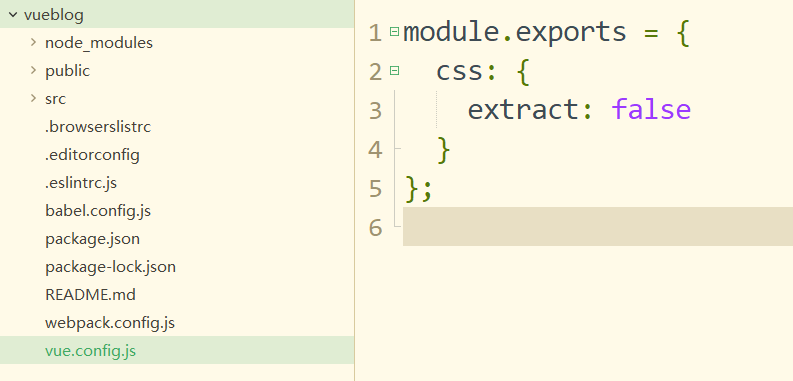 vueblog
node_modules
public
src
.browserslistrc
.editorconfig
.eslintrc.js
babel.config.js
package.json
package-lock.json
README.md
webpack.config.js
vue.config.js
1 module.exports = {
2   css: {
3     extract: false
4   }
5 };
6